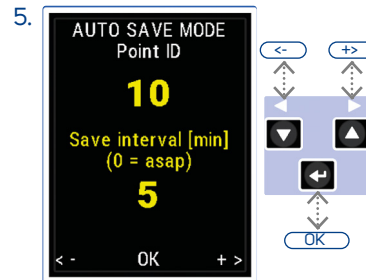 5.
AUTO SAVE MODE
Point ID
10
Save interval [min]
(0 = asap)
5
< - OK + >
<- +>
OK